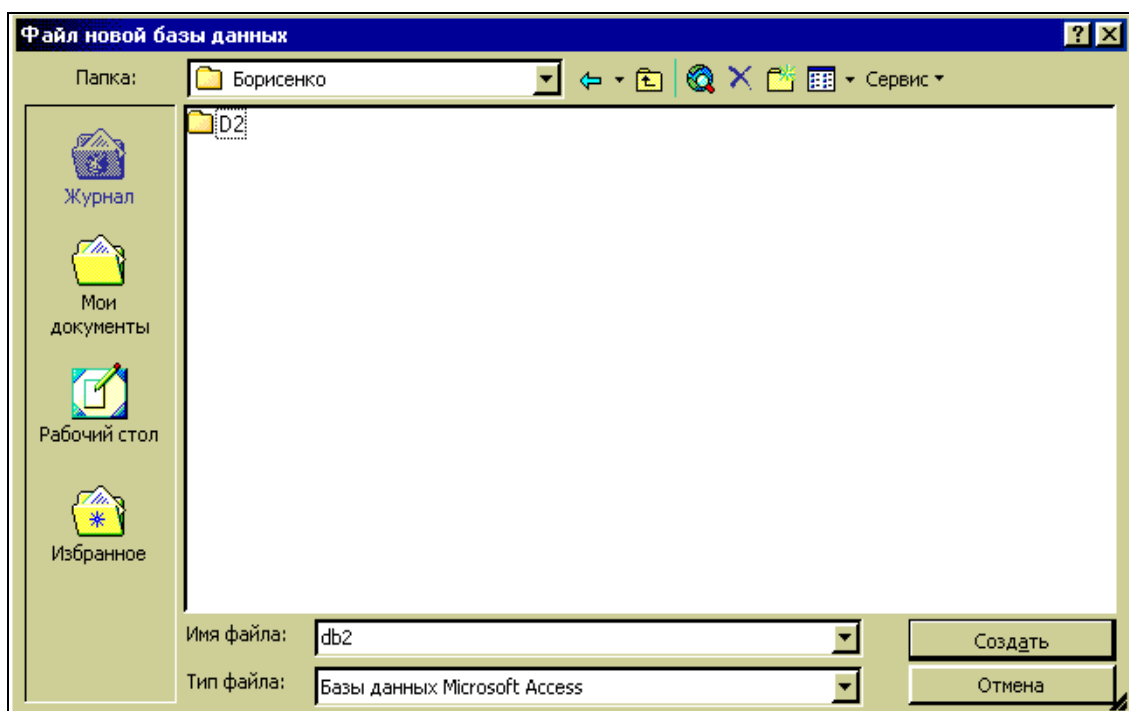 Файл новой базы данных
Папка:
Борисенко
Сервис
D2
Журнал
Мои
документы
Рабочий стол
Избранное
Имя файла:
db2
Создать
Тип файла:
Базы данных Microsoft Access
Отмена